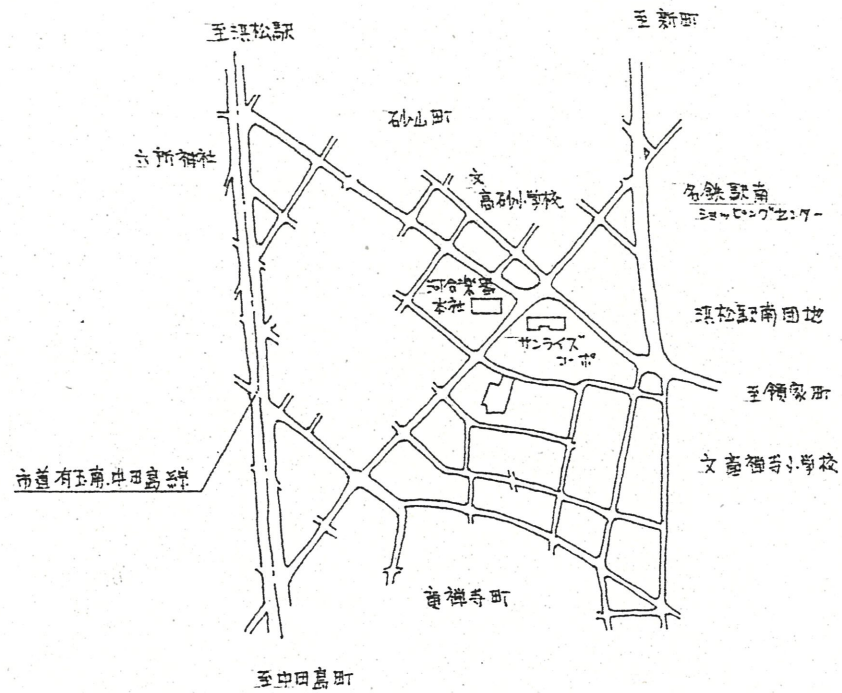 至浜松駅
至新町
砂山町
六所神社
文
高砂小学校
名鉄駅南
ショッピングセンター
河合楽器
本社
サンライズ
コーポ
浜松駅南団地
至領家町
文 竜禅寺小学校
市道有玉南.中田島線
竜禅寺町
至中田島町